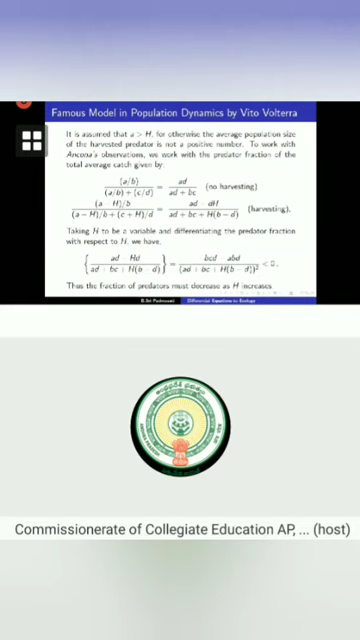 Famous Model in Population Dynamics by Vito Volterra
It is assumed that a > H, for otherwise the average population size
of the harvested predator is not a positive number. To work with
Ancona's observations, we work with the predator fraction of the
total average catch given by.
(a/b) / ((a/b) + (c/d)) = ad / (ad + bc) (no harvesting)
((a − H)/b) / ((a − H)/b + (c + H)/d) = (ad − dH) / (ad + bc + H(b − d)) (harvesting).
Taking H to be a variable and differentiating the predator fraction
with respect to H, we have.
{ (ad − Hd) / (ad + bc + H(b − d)) } = (−bcd − abd) / (ad + bc + H(b − d))² < 0.
Thus the fraction of predators must decrease as H increases
B.Sri Padmavati Differential Equations in Ecology
ANDHRA PRADESH
Commissionerate of Collegiate Education AP, ... (host)